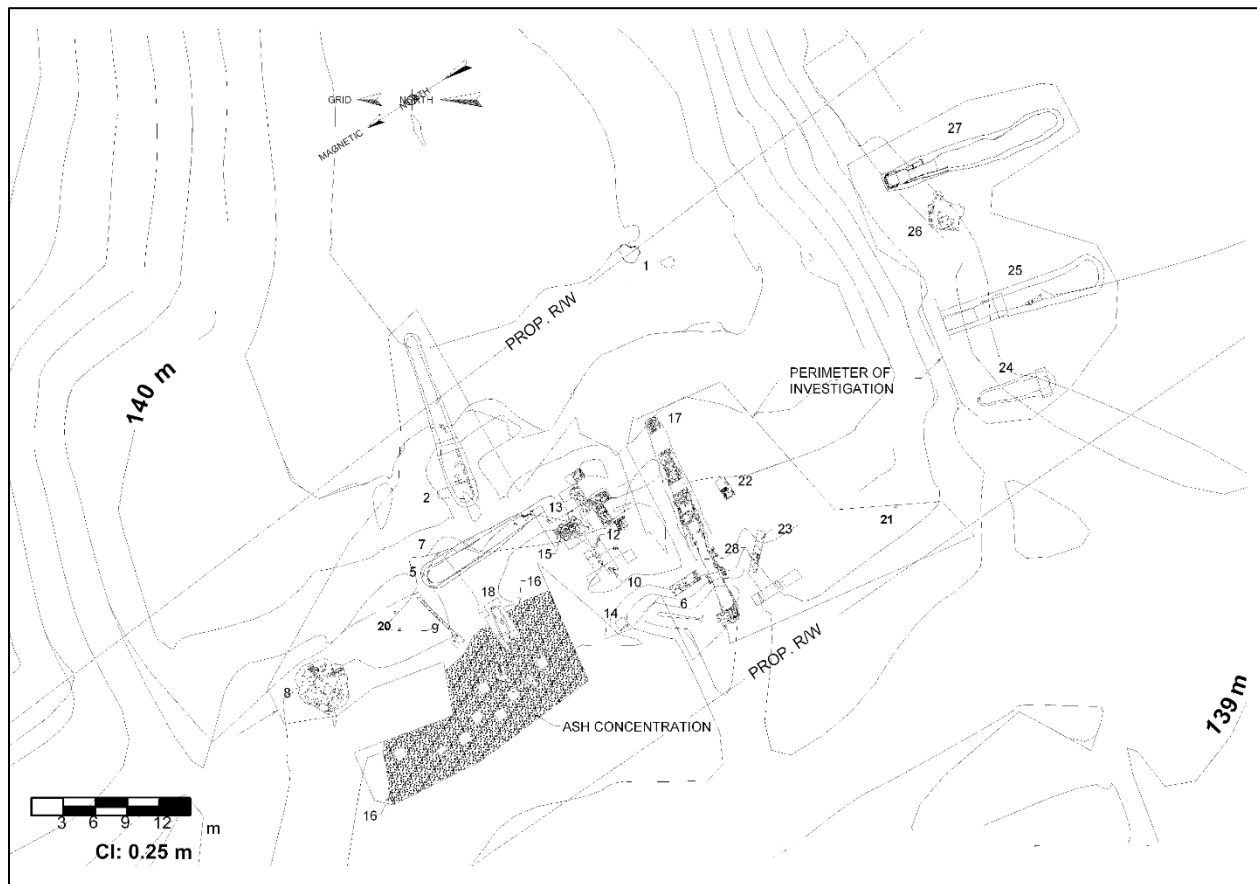 GRID
NORTH
NORTH
MAGNETIC
27
26
1
25
PROP. R/W
24
140 m
PERIMETER OF
INVESTIGATION
17
2
22
13
21
12
7
15
28
23
5
10
18
16
6
14
20
9
8
PROP. R/W
139 m
ASH CONCENTRATION
16
3 6 9 12 m
CI: 0.25 m